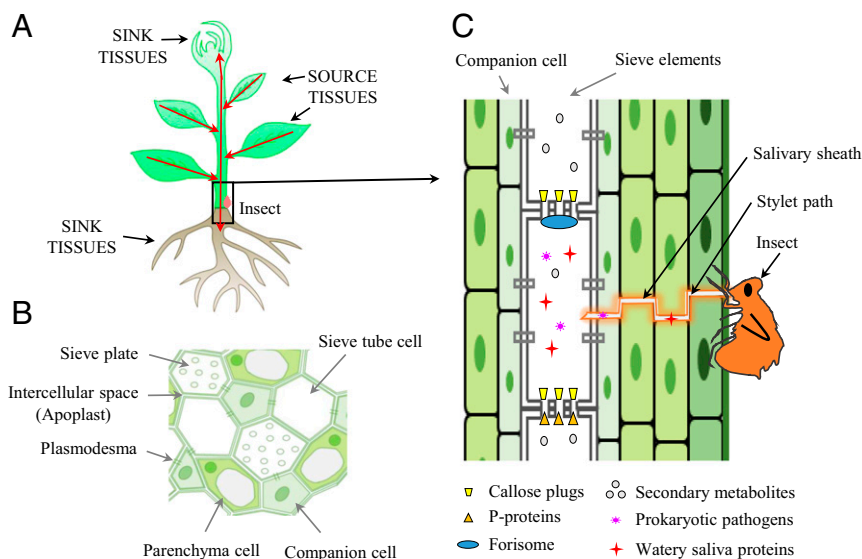 A
SINK
TISSUES
SOURCE
TISSUES
Insect
SINK
TISSUES
B
Sieve plate
Sieve tube cell
Intercellular space
(Apoplast)
Plasmodesma
Parenchyma cell
Companion cell
C
Companion cell
Sieve elements
Salivary sheath
Stylet path
Insect
Callose plugs
P-proteins
Forisome
Secondary metabolites
Prokaryotic pathogens
Watery saliva proteins